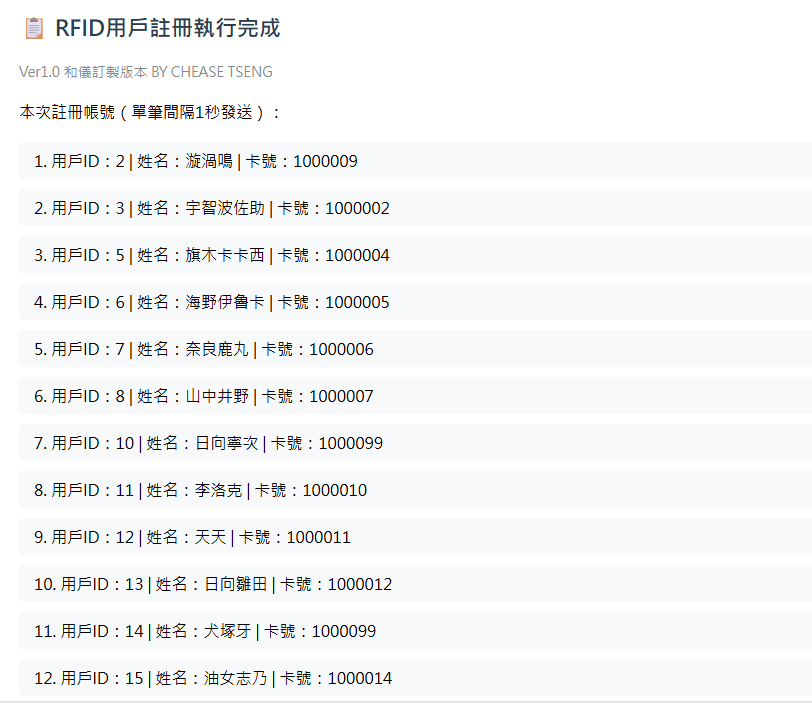 RFID用戶註冊執行完成
Ver1.0 和儀訂製版本 BY CHEASE TSENG
本次註冊帳號（單筆間隔1秒發送）：
1. 用戶ID：2 | 姓名：漩渦鳴 | 卡號：1000009
2. 用戶ID：3 | 姓名：宇智波佐助 | 卡號：1000002
3. 用戶ID：5 | 姓名：旗木卡卡西 | 卡號：1000004
4. 用戶ID：6 | 姓名：海野伊魯卡 | 卡號：1000005
5. 用戶ID：7 | 姓名：奈良鹿丸 | 卡號：1000006
6. 用戶ID：8 | 姓名：山中井野 | 卡號：1000007
7. 用戶ID：10 | 姓名：日向寧次 | 卡號：1000099
8. 用戶ID：11 | 姓名：李洛克 | 卡號：1000010
9. 用戶ID：12 | 姓名：天天 | 卡號：1000011
10. 用戶ID：13 | 姓名：日向雛田 | 卡號：1000012
11. 用戶ID：14 | 姓名：犬塚牙 | 卡號：1000099
12. 用戶ID：15 | 姓名：油女志乃 | 卡號：1000014